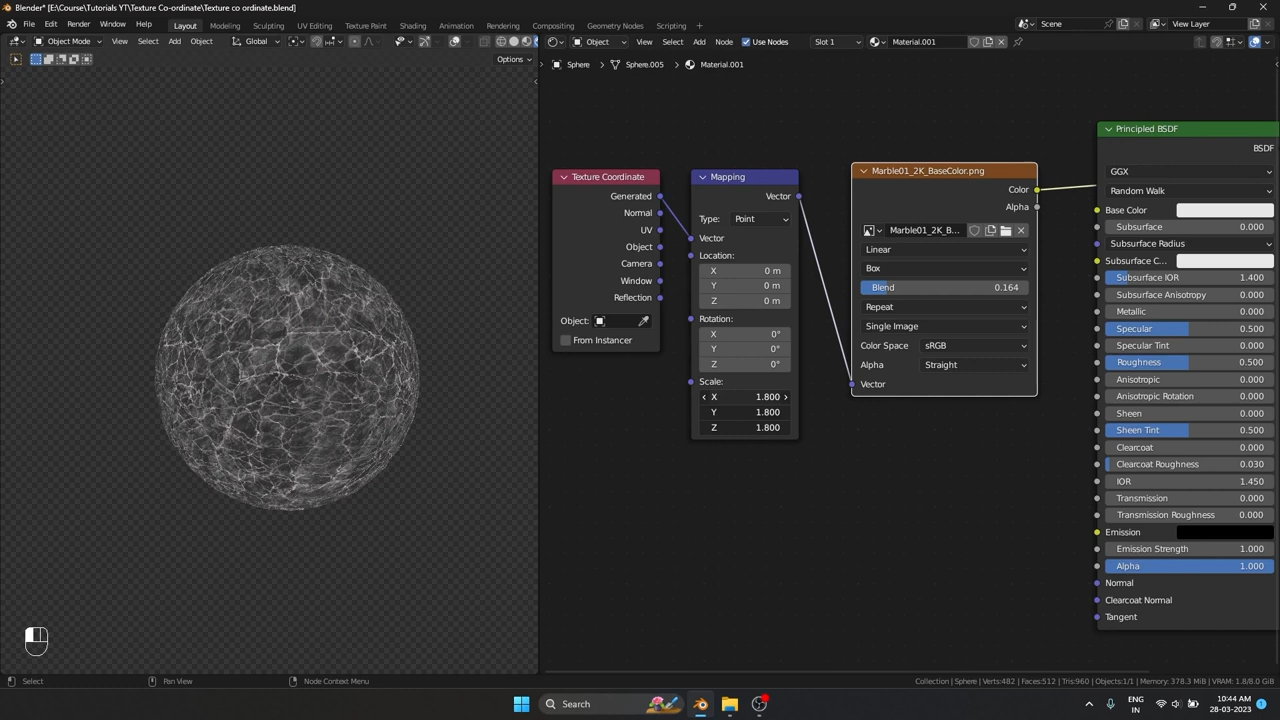 Blender* [E:\Course\Tutorials YT\Texture Co-ordinate\Texture co ordinate.blend]
File Edit Render Window Help Layout Modeling Sculpting UV Editing Texture Paint Shading Animation Rendering Compositing Geometry Nodes Scripting + Scene View Layer
Object Mode View Select Add Object Global Object View Select Add Node Use Nodes Slot 1 Material.001
Options
Sphere > Sphere.005 > Material.001
Texture Coordinate
Generated
Normal
UV
Object
Camera
Window
Reflection
Object:
From Instancer
Mapping
Vector
Type: Point
Vector
Location:
X 0 m
Y 0 m
Z 0 m
Rotation:
X 0°
Y 0°
Z 0°
Scale:
X 1.800
Y 1.800
Z 1.800
Marble01_2K_BaseColor.png
Color
Alpha
Marble01_2K_B...
Linear
Box
Blend 0.164
Repeat
Single Image
Color Space sRGB
Alpha Straight
Vector
Principled BSDF
BSDF
GGX
Random Walk
Base Color
Subsurface 0.000
Subsurface Radius
Subsurface C...
Subsurface IOR 1.400
Subsurface Anisotropy 0.000
Metallic 0.000
Specular 0.500
Specular Tint 0.000
Roughness 0.500
Anisotropic 0.000
Anisotropic Rotation 0.000
Sheen 0.000
Sheen Tint 0.500
Clearcoat 0.000
Clearcoat Roughness 0.030
IOR 1.450
Transmission 0.000
Transmission Roughness 0.000
Emission
Emission Strength 1.000
Alpha 1.000
Normal
Clearcoat Normal
Tangent
Select Pan View Node Context Menu Collection | Sphere | Verts:482 | Faces:512 | Tris:960 | Objects:1/1 | Memory: 378.3 MiB | VRAM: 1.8/8.0 GiB
Search
ENG
IN
10:44 AM
28-03-2023